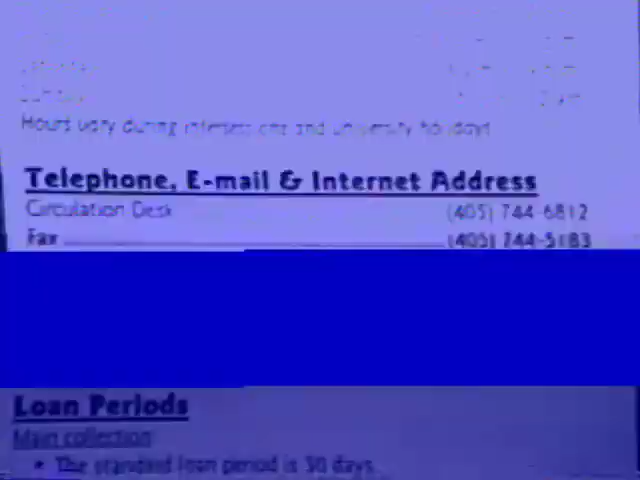 Hours vary during intersessions and university holidays
Telephone, E-mail & Internet Address
Circulation Desk (405) 744-6812
Fax (405) 744-5183
Loan Periods
Main collection
• The standard loan period is 30 days.